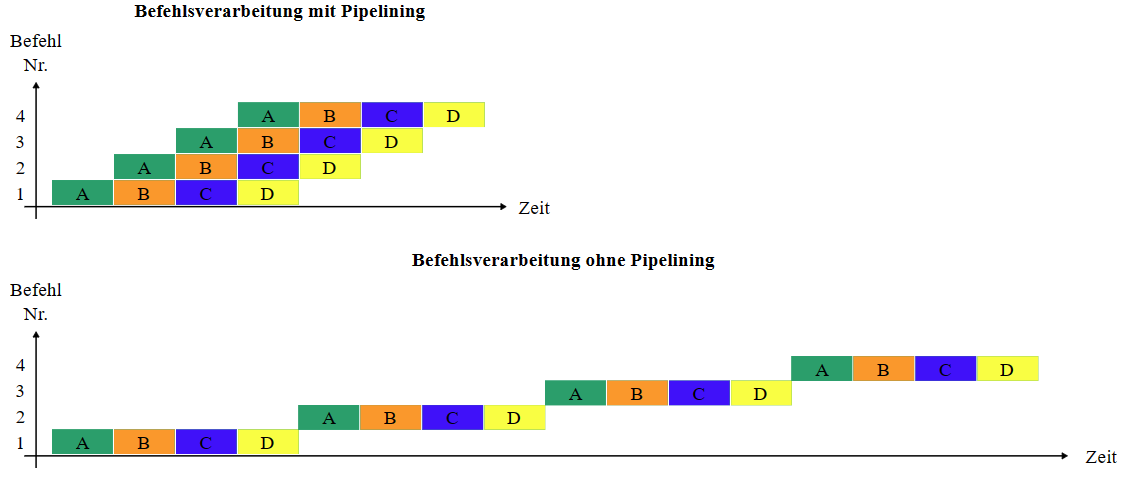 Befehlsverarbeitung mit Pipelining
Befehl
Nr.
4 A B C D
3 A B C D
2 A B C D
1 A B C D
Zeit
Befehlsverarbeitung ohne Pipelining
Befehl
Nr.
4 A B C D
3 A B C D
2 A B C D
1 A B C D
Zeit